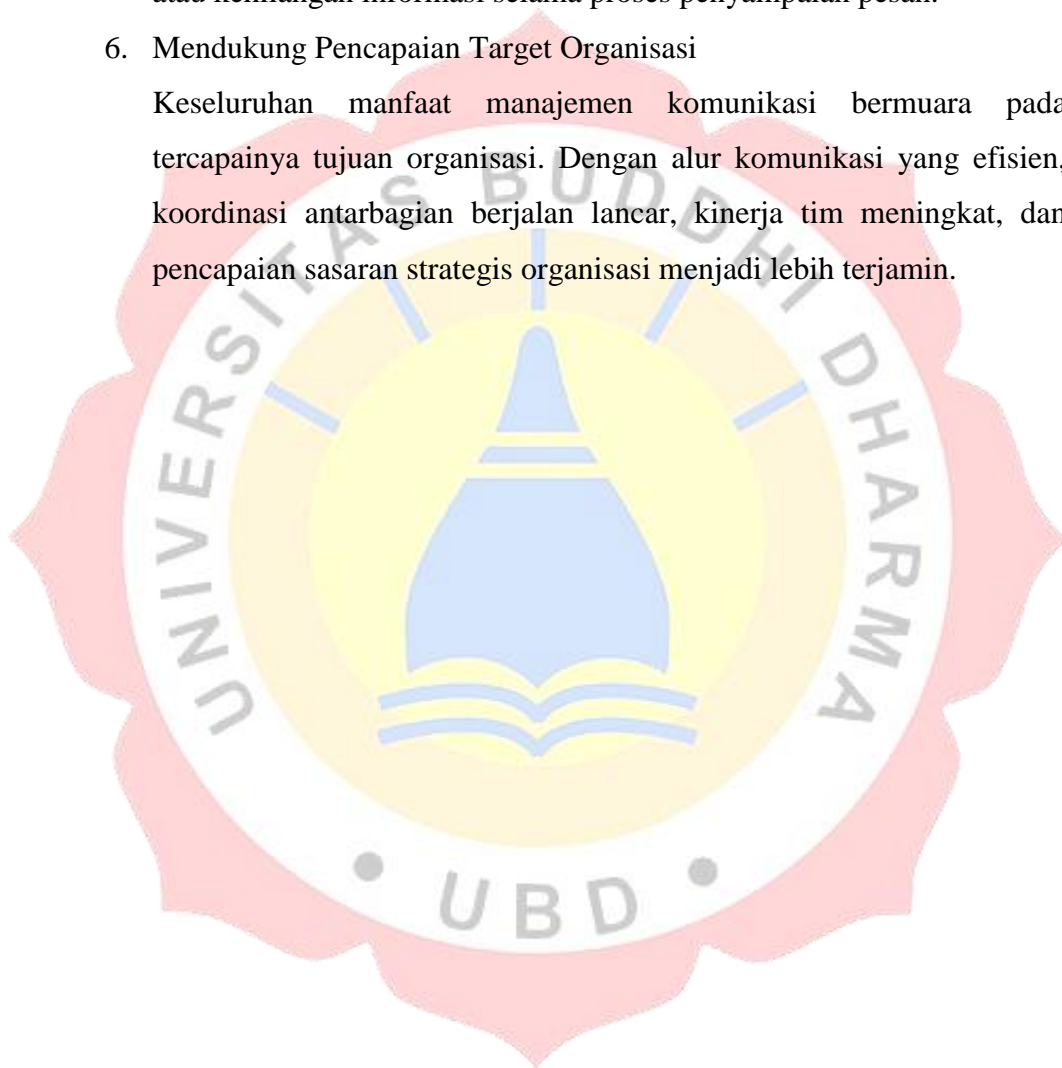 6. Mendukung Pencapaian Target Organisasi
Keseluruhan manfaat manajemen komunikasi bermuara pada
tercapainya tujuan organisasi. Dengan alur komunikasi yang efisien,
koordinasi antarbagian berjalan lancar, kinerja tim meningkat, dan
pencapaian sasaran strategis organisasi menjadi lebih terjamin.
UNIVERSITAS BUDDHI DHARMA
• UBD •